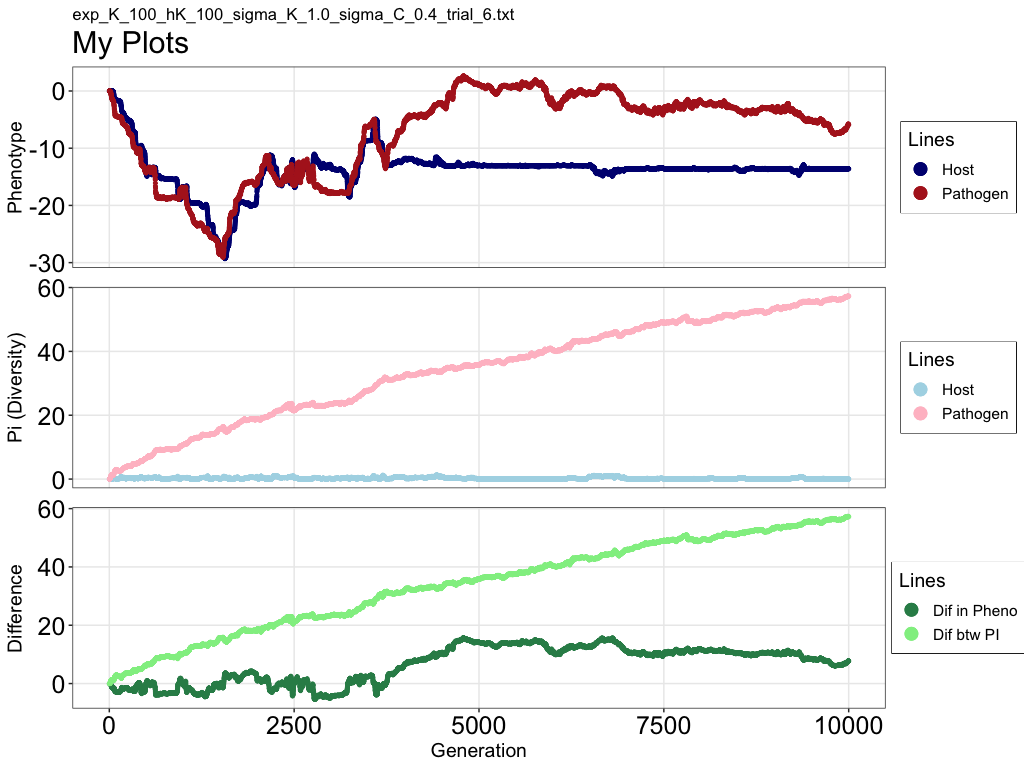 exp_K_100_hK_100_sigma_K_1.0_sigma_C_0.4_trial_6.txt
My Plots
Phenotype
0
-10
-20
-30
Lines
Host
Pathogen
Pi (Diversity)
60
40
20
0
Lines
Host
Pathogen
Difference
60
40
20
0
Lines
Dif in Pheno
Dif btw PI
0 2500 5000 7500 10000
Generation